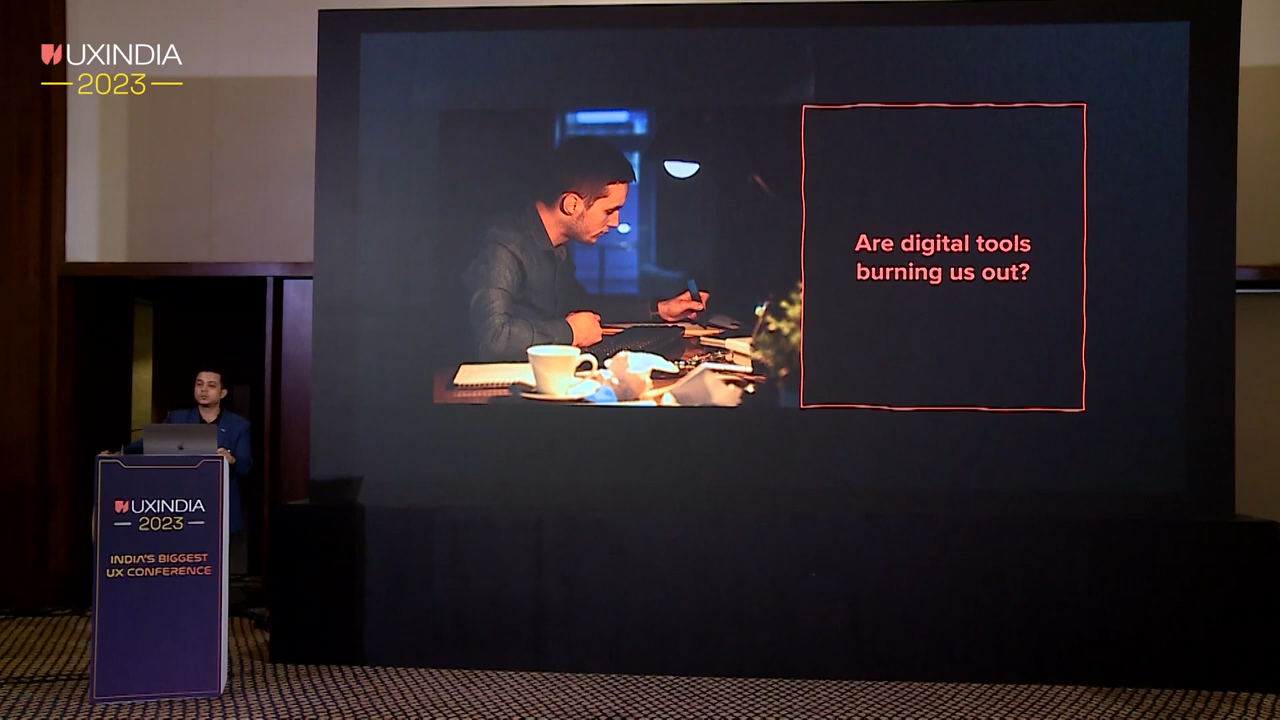 UXINDIA
2023
Are digital tools
burning us out?
UXINDIA
2023
INDIA'S BIGGEST
UX CONFERENCE